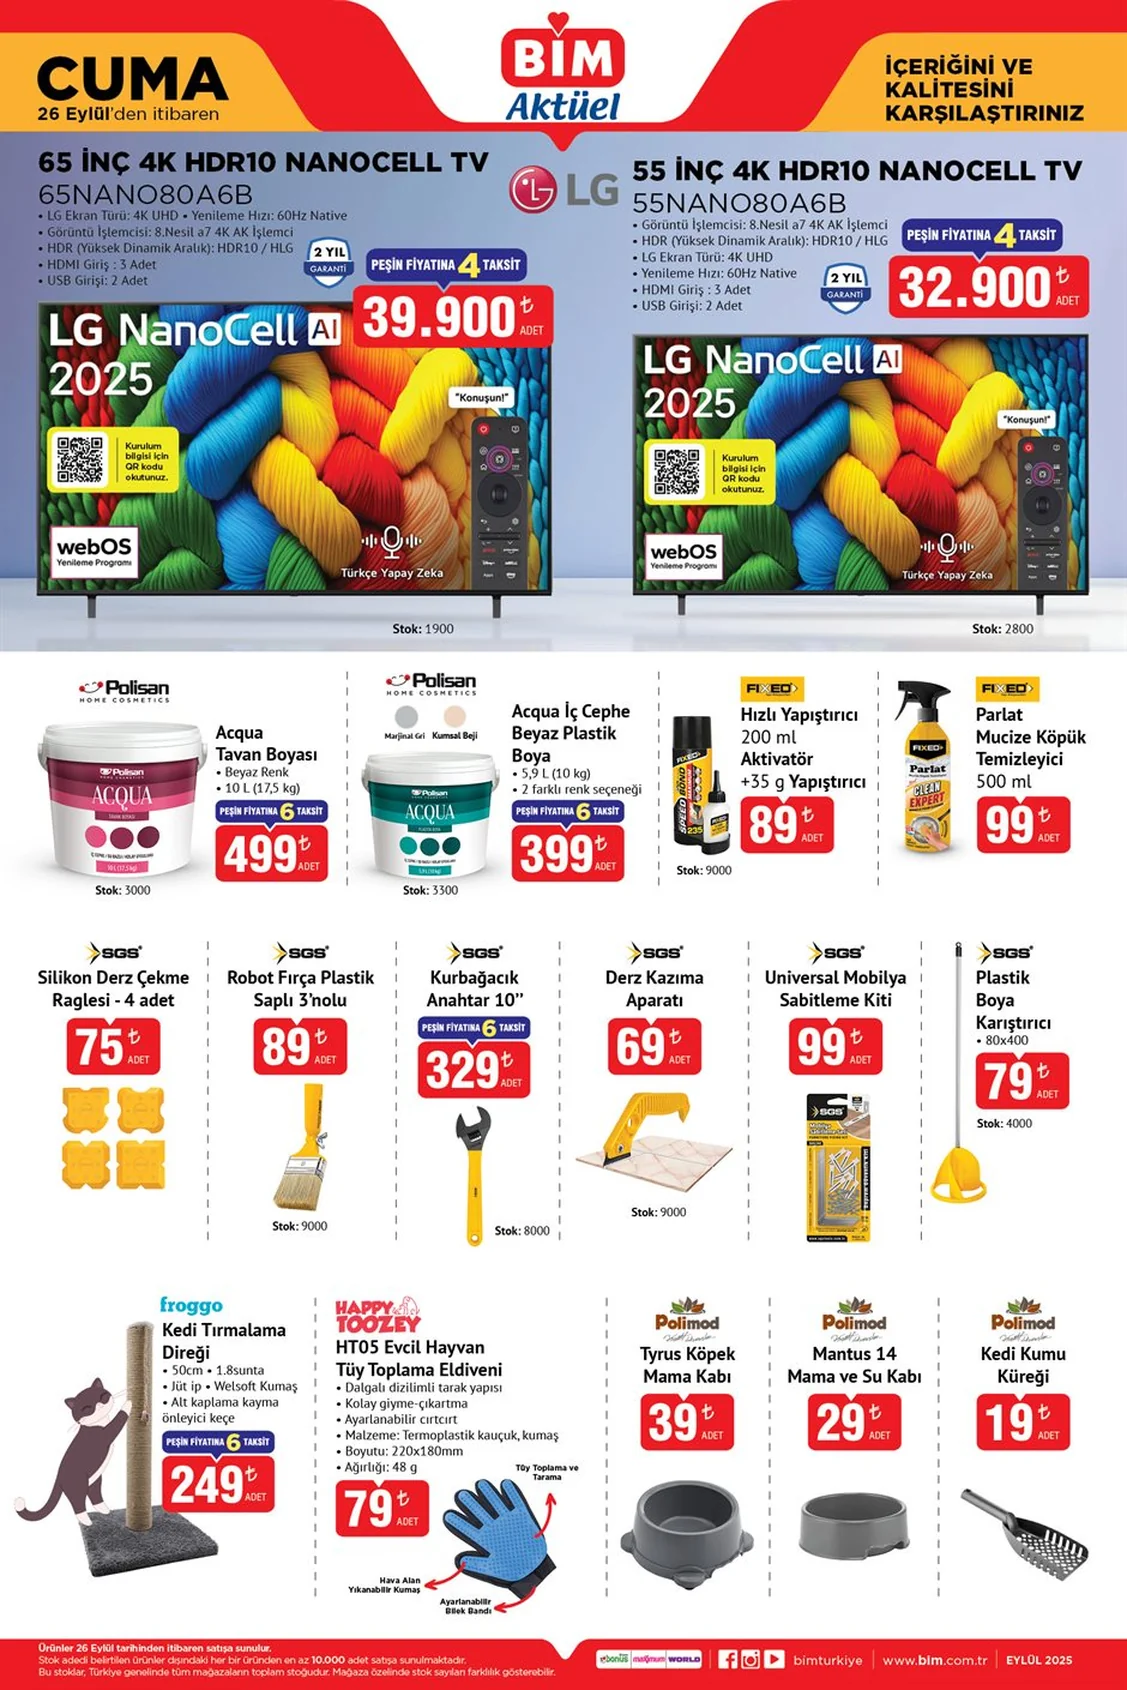 CUMA
26 Eylül'den itibaren
BİM
Aktüel
İÇERİĞİNİ VE
KALİTESİNİ
KARŞILAŞTIRINIZ
65 İNÇ 4K HDR10 NANOCELL TV
65NANO80A6B
• LG Ekran Türü: 4K UHD • Yenileme Hızı: 60Hz Native
• Görüntü İşlemcisi: 8.Nesil a7 4K AK İşlemci
• HDR (Yüksek Dinamik Aralık): HDR10 / HLG
• HDMI Giriş : 3 Adet
• USB Girişi: 2 Adet
2 YIL
GARANTİ
PEŞİN FİYATINA 4 TAKSİT
39.900 ₺
ADET
LG
LG NanoCell AI
2025
"Konuşun!"
Kurulum
bilgisi için
QR kodu
okutunuz.
webOS
Yenileme Programı
Türkçe Yapay Zeka
Stok: 1900
55 İNÇ 4K HDR10 NANOCELL TV
55NANO80A6B
• Görüntü İşlemcisi: 8.Nesil a7 4K AK İşlemci
• HDR (Yüksek Dinamik Aralık): HDR10 / HLG
• LG Ekran Türü: 4K UHD
• Yenileme Hızı: 60Hz Native
• HDMI Giriş : 3 Adet
• USB Girişi: 2 Adet
2 YIL
GARANTİ
PEŞİN FİYATINA 4 TAKSİT
32.900 ₺
ADET
LG NanoCell AI
2025
"Konuşun!"
Kurulum
bilgisi için
QR kodu
okutunuz.
webOS
Yenileme Programı
Türkçe Yapay Zeka
Stok: 2800
Polisan
HOME COSMETICS
Acqua
Tavan Boyası
• Beyaz Renk
• 10 L (17,5 kg)
PEŞİN FİYATINA 6 TAKSİT
499 ₺
ADET
Polisan
ACQUA
Stok: 3000
Polisan
HOME COSMETICS
Marjinal Gri Kumsal Beji
Acqua İç Cephe
Beyaz Plastik
Boya
• 5,9 L (10 kg)
• 2 farklı renk seçeneği
PEŞİN FİYATINA 6 TAKSİT
399 ₺
ADET
Polisan
ACQUA
Stok: 3300
FIXED
Hızlı Yapıştırıcı
200 ml
Aktivatör
+35 g Yapıştırıcı
89 ₺
ADET
SPEED BOND
235
Stok: 9000
FIXED
Parlat
Mucize Köpük
Temizleyici
500 ml
99 ₺
ADET
FIXED
Parlat
CLEAN
EXPERT
SGS
Silikon Derz Çekme
Raglesi - 4 adet
75 ₺
ADET
SGS
Robot Fırça Plastik
Saplı 3'nolu
89 ₺
ADET
Stok: 9000
SGS
Kurbağacık
Anahtar 10''
PEŞİN FİYATINA 6 TAKSİT
329 ₺
ADET
Stok: 8000
SGS
Derz Kazıma
Aparatı
69 ₺
ADET
Stok: 9000
SGS
Universal Mobilya
Sabitleme Kiti
99 ₺
ADET
SGS
SGS
Plastik
Boya
Karıştırıcı
• 80x400
79 ₺
ADET
Stok: 4000
froggo
Kedi Tırmalama
Direği
• 50cm • 1.8sunta
• Jüt ip • Welsoft Kumaş
• Alt kaplama kayma
önleyici keçe
PEŞİN FİYATINA 6 TAKSİT
249 ₺
ADET
HAPPY
TOOZEY
HT05 Evcil Hayvan
Tüy Toplama Eldiveni
• Dalgalı dizilimli tarak yapısı
• Kolay giyme-çıkartma
• Ayarlanabilir cırtcırt
• Malzeme: Termoplastik kauçuk, kumaş
• Boyutu: 220x180mm
• Ağırlığı: 48 g
79 ₺
ADET
Tüy Toplama ve
Tarama
Hava Alan
Yıkanabilir Kumaş
Ayarlanabilir
Bilek Bandı
Polimod
Tyrus Köpek
Mama Kabı
39 ₺
ADET
Polimod
Mantus 14
Mama ve Su Kabı
29 ₺
ADET
Polimod
Kedi Kumu
Küreği
19 ₺
ADET
Ürünler 26 Eylül tarihinden itibaren satışa sunulur.
Stok adedi belirtilen ürünler dışındaki her bir üründen en az 10.000 adet satışa sunulmaktadır.
Bu stoklar, Türkiye genelinde tüm mağazaların toplam stoğudur. Mağaza özelinde stok sayıları farklılık gösterebilir.
bonus maximum WORLD
bimturkiye
www.bim.com.tr
EYLÜL 2025